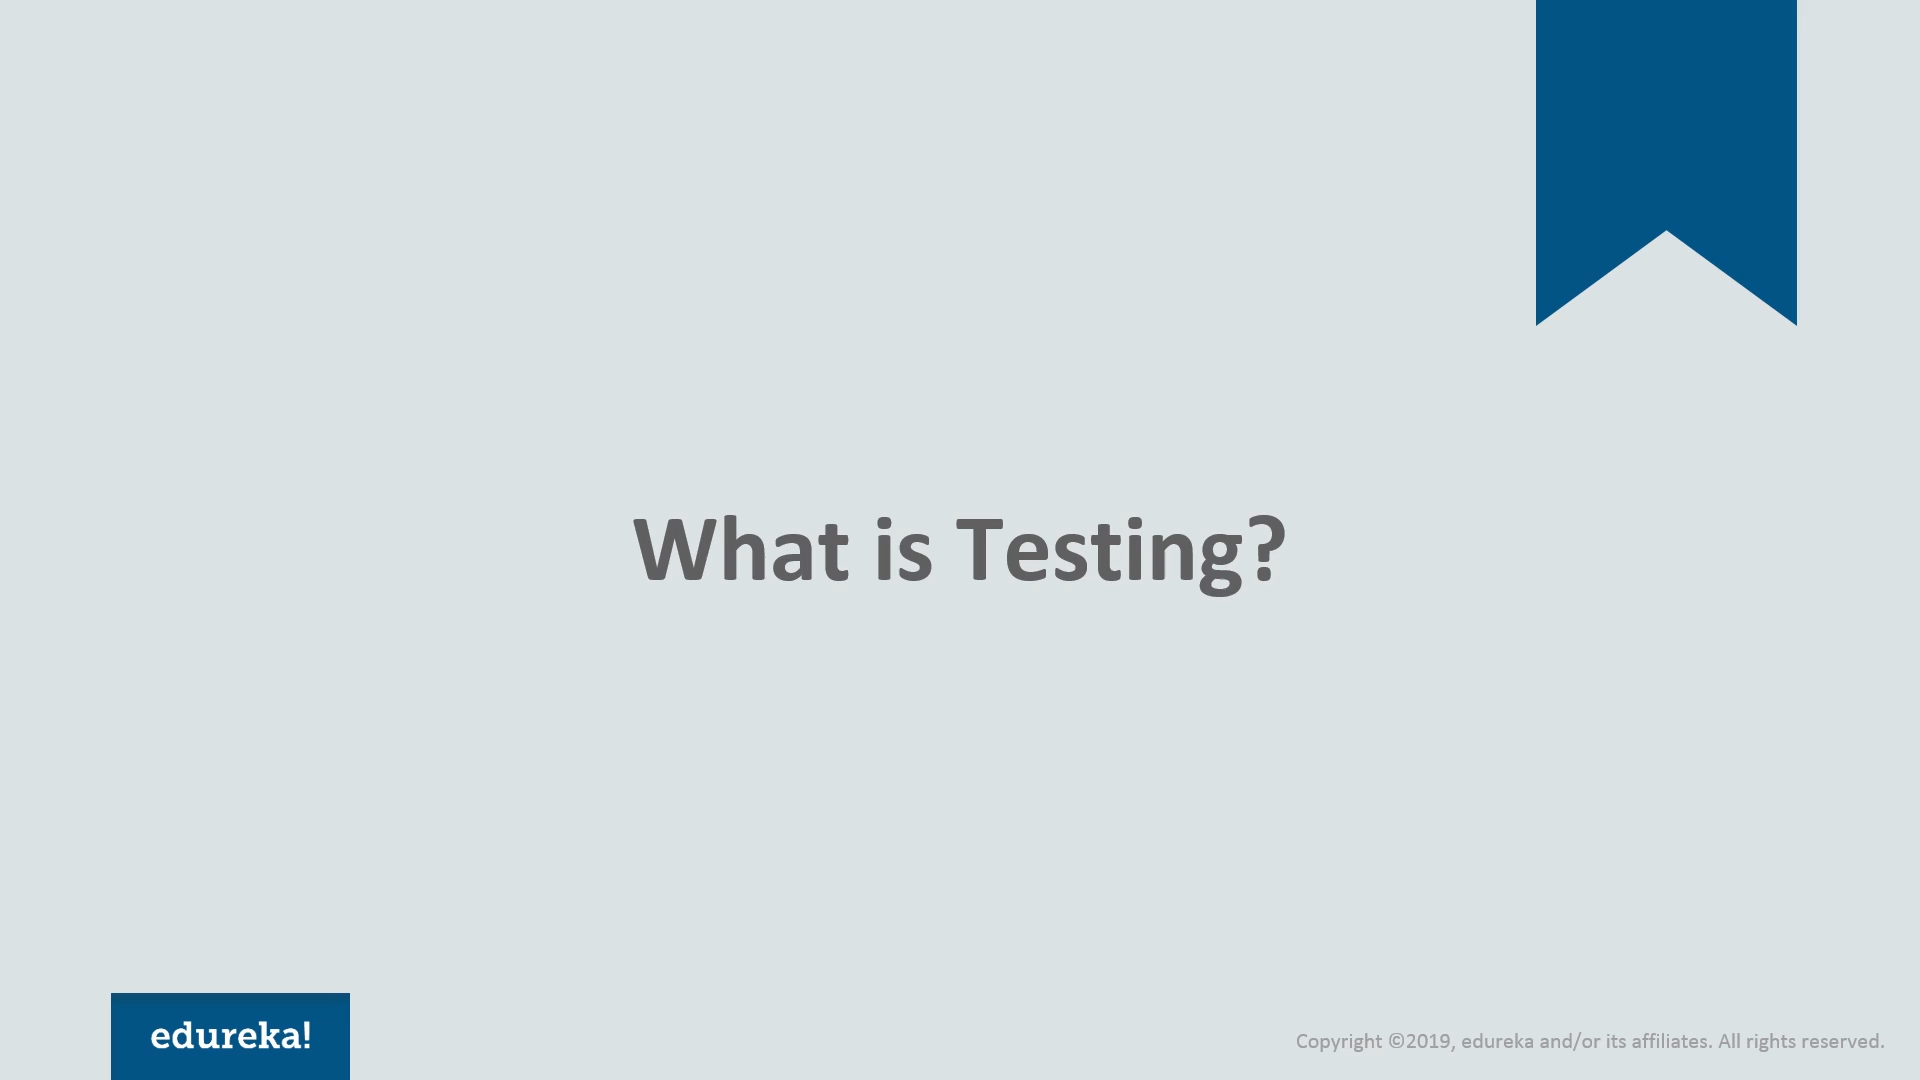 What is Testing?
edureka!
Copyright ©2019, edureka and/or its affiliates. All rights reserved.